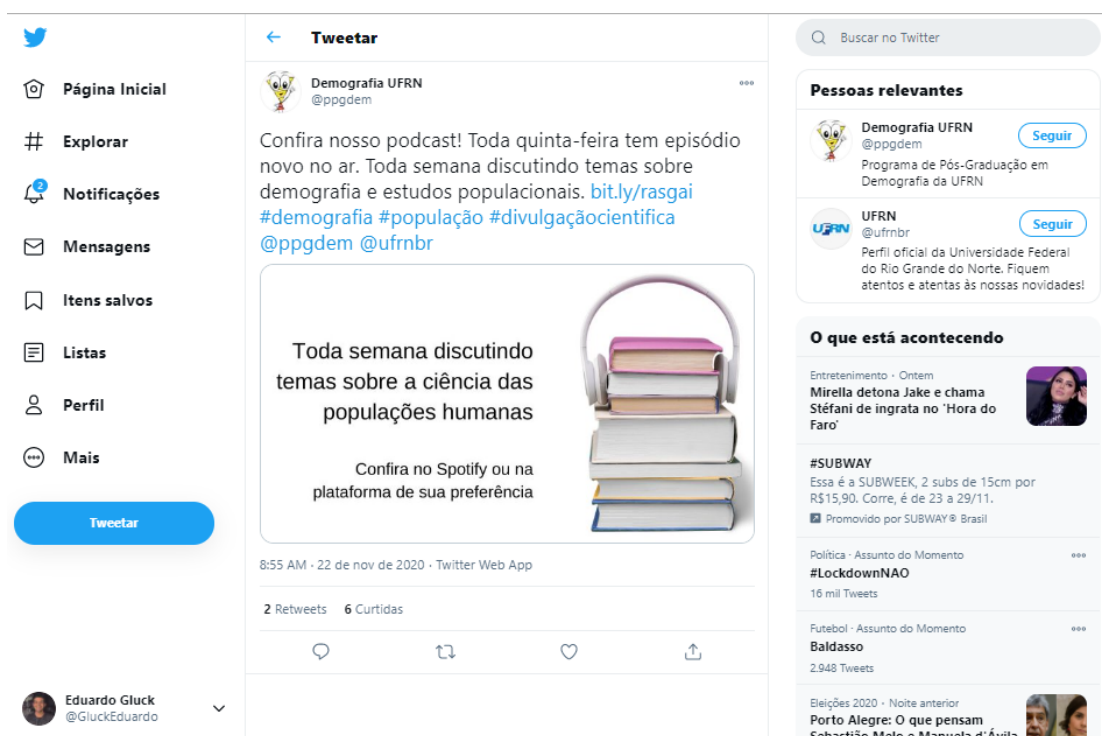 Página Inicial
Explorar
2
Notificações
Mensagens
Itens salvos
Listas
Perfil
Mais
Tweetar
Eduardo Gluck
@GluckEduardo
Tweetar
Demografia UFRN
@ppgdem
Confira nosso podcast! Toda quinta-feira tem episódio
novo no ar. Toda semana discutindo temas sobre
demografia e estudos populacionais. bit.ly/rasgai
#demografia #população #divulgaçãocientifica
@ppgdem @ufrnbr
Toda semana discutindo
temas sobre a ciência das
populações humanas
Confira no Spotify ou na
plataforma de sua preferência
8:55 AM · 22 de nov de 2020 · Twitter Web App
2 Retweets 6 Curtidas
Buscar no Twitter
Pessoas relevantes
Demografia UFRN
@ppgdem
Seguir
Programa de Pós-Graduação em
Demografia da UFRN
UFRN
UFRN
@ufrnbr
Seguir
Perfil oficial da Universidade Federal
do Rio Grande do Norte. Fiquem
atentos e atentas às nossas novidades!
O que está acontecendo
Entretenimento · Ontem
Mirella detona Jake e chama
Stéfani de ingrata no 'Hora do
Faro'
#SUBWAY
Essa é a SUBWEEK, 2 subs de 15cm por
R$15,90. Corre, é de 23 a 29/11.
Promovido por SUBWAY® Brasil
Política · Assunto do Momento
#LockdownNAO
16 mil Tweets
Futebol · Assunto do Momento
Baldasso
2.948 Tweets
Eleições 2020 · Noite anterior
Porto Alegre: O que pensam
Sebastião Melo e Manuela d'Ávila